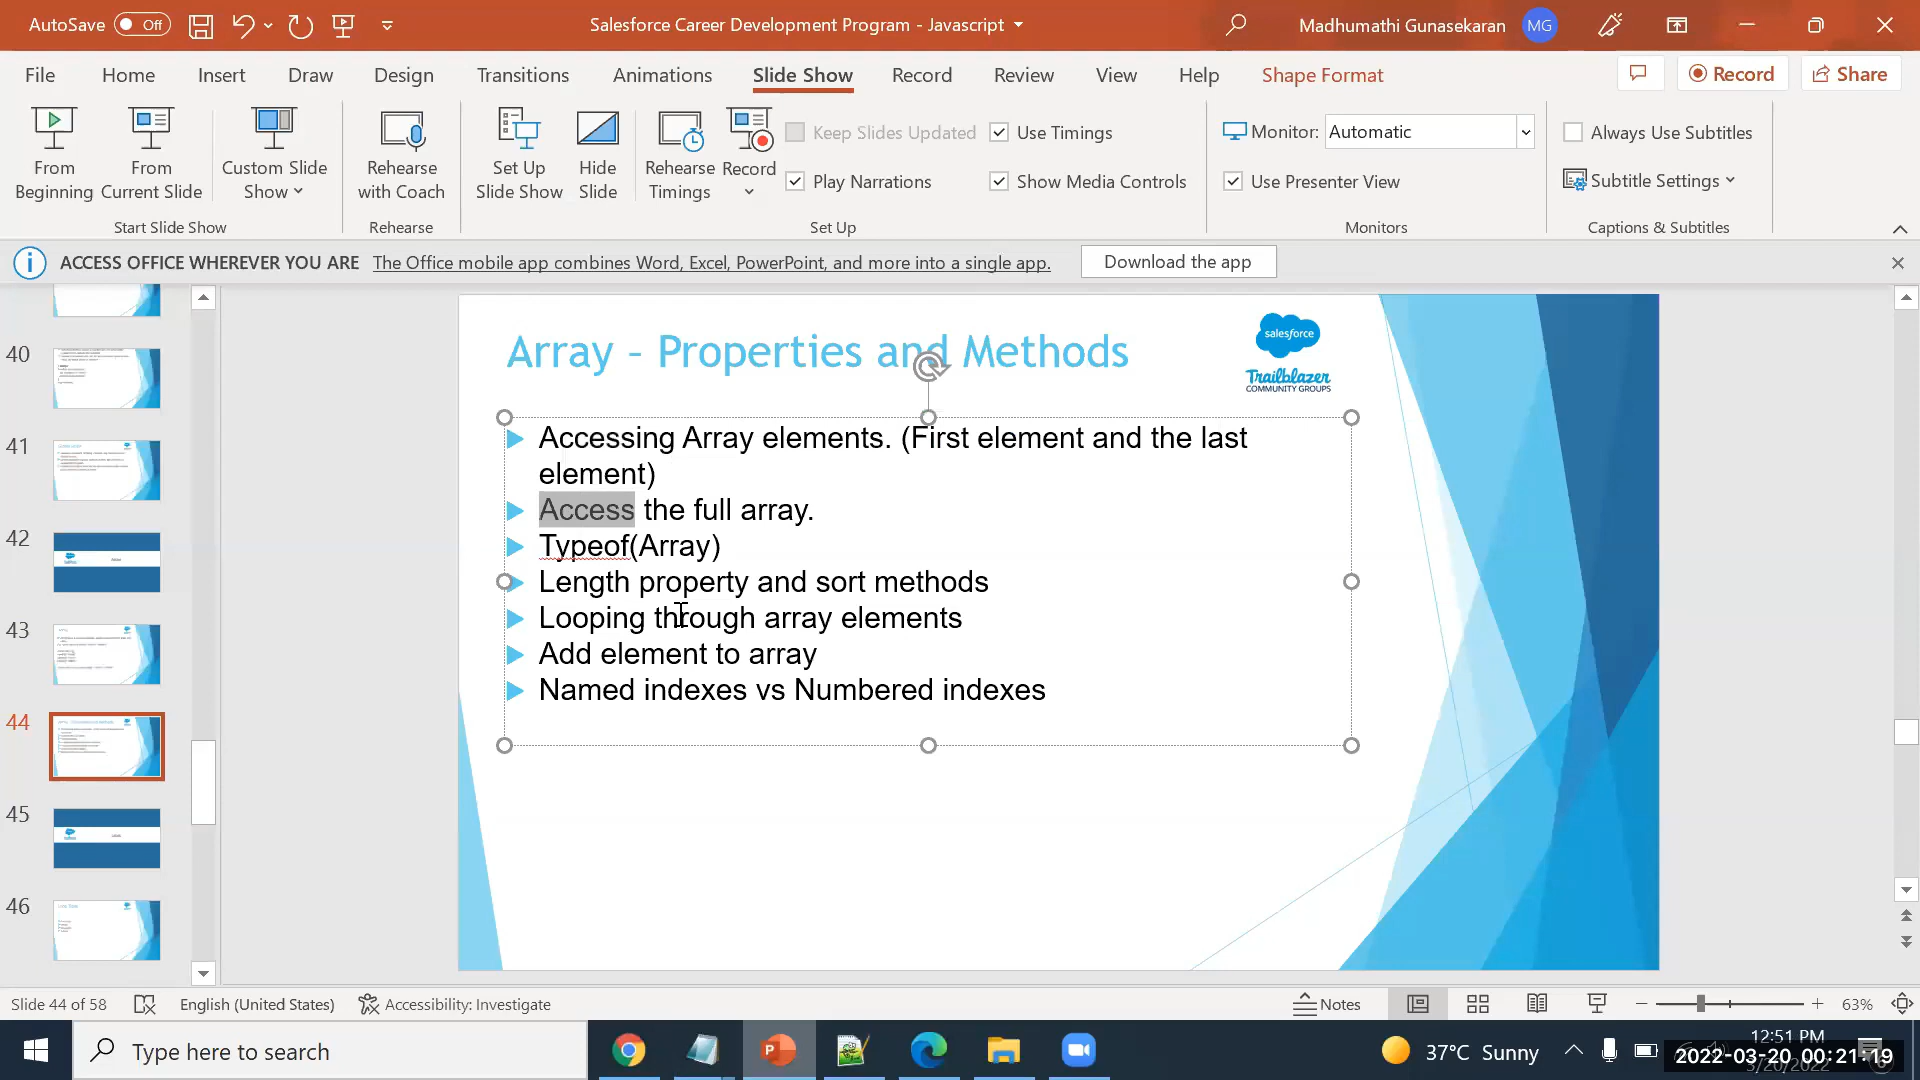 AutoSave Off
Salesforce Career Development Program - Javascript
Madhumathi Gunasekaran MG
File Home Insert Draw Design Transitions Animations Slide Show Record Review View Help Shape Format
Record Share
From Beginning
From Current Slide
Custom Slide Show
Rehearse with Coach
Set Up Slide Show
Hide Slide
Rehearse Timings
Record
Keep Slides Updated
Play Narrations
Use Timings
Show Media Controls
Monitor: Automatic
Use Presenter View
Always Use Subtitles
Subtitle Settings
Start Slide Show Rehearse Set Up Monitors Captions & Subtitles
ACCESS OFFICE WHEREVER YOU ARE The Office mobile app combines Word, Excel, PowerPoint, and more into a single app. Download the app
40
41
42
43
44
45
46
Array - Properties and Methods
salesforce
Trailblazer
COMMUNITY GROUPS
Accessing Array elements. (First element and the last
element)
Access the full array.
Typeof(Array)
Length property and sort methods
Looping through array elements
Add element to array
Named indexes vs Numbered indexes
Slide 44 of 58 English (United States) Accessibility: Investigate Notes 63%
Type here to search
37°C Sunny
12:51 PM
2022-03-20 00:21:19